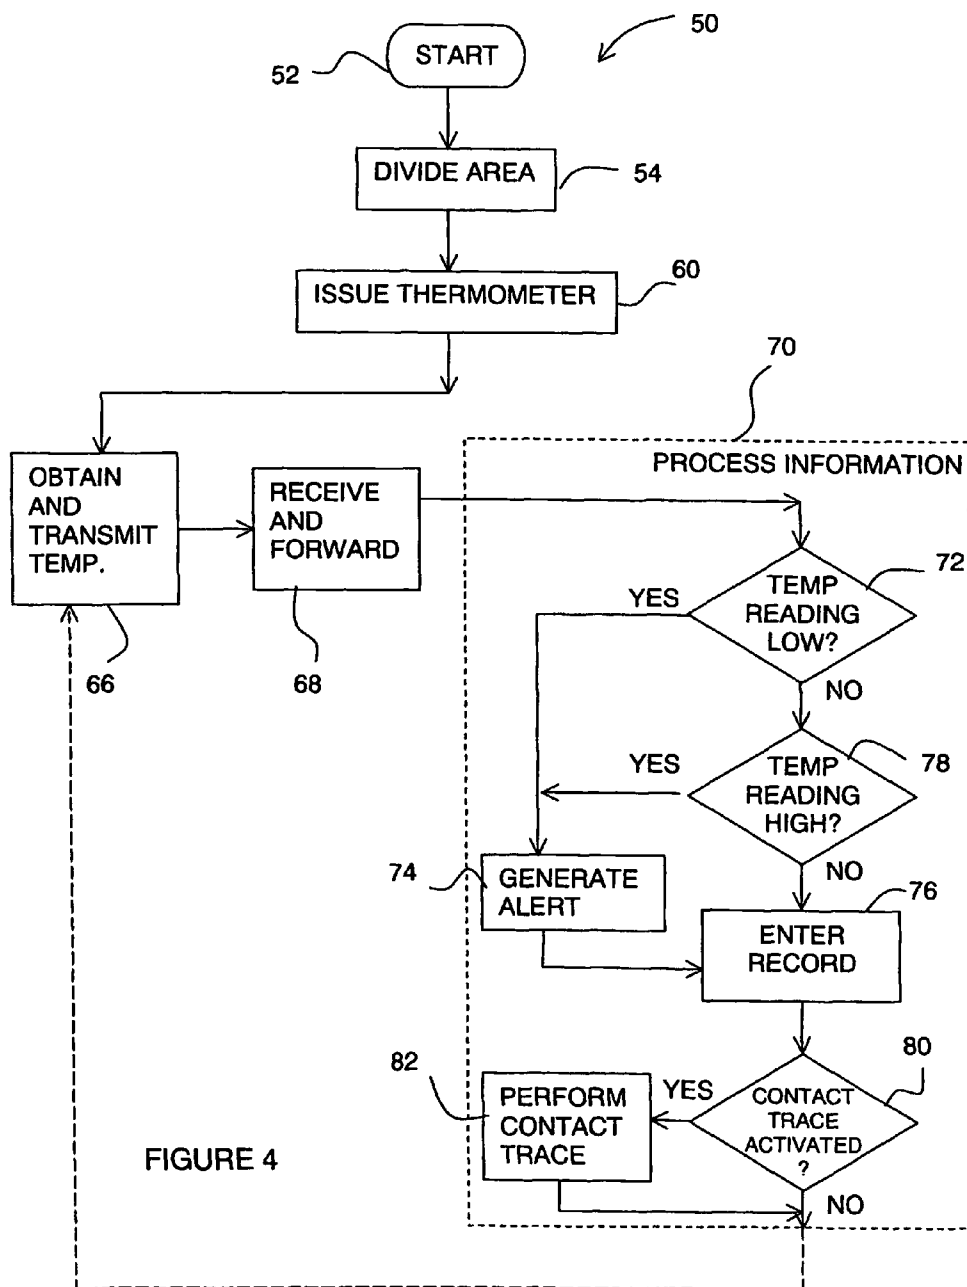 50
START
52
DIVIDE AREA
54
ISSUE THERMOMETER
60
70
PROCESS INFORMATION
OBTAIN
AND
TRANSMIT
TEMP.
66
RECEIVE
AND
FORWARD
68
72
TEMP
READING
LOW?
YES
NO
78
TEMP
READING
HIGH?
YES
NO
74
GENERATE
ALERT
76
ENTER
RECORD
80
CONTACT
TRACE
ACTIVATED
?
YES
NO
82
PERFORM
CONTACT
TRACE
FIGURE 4